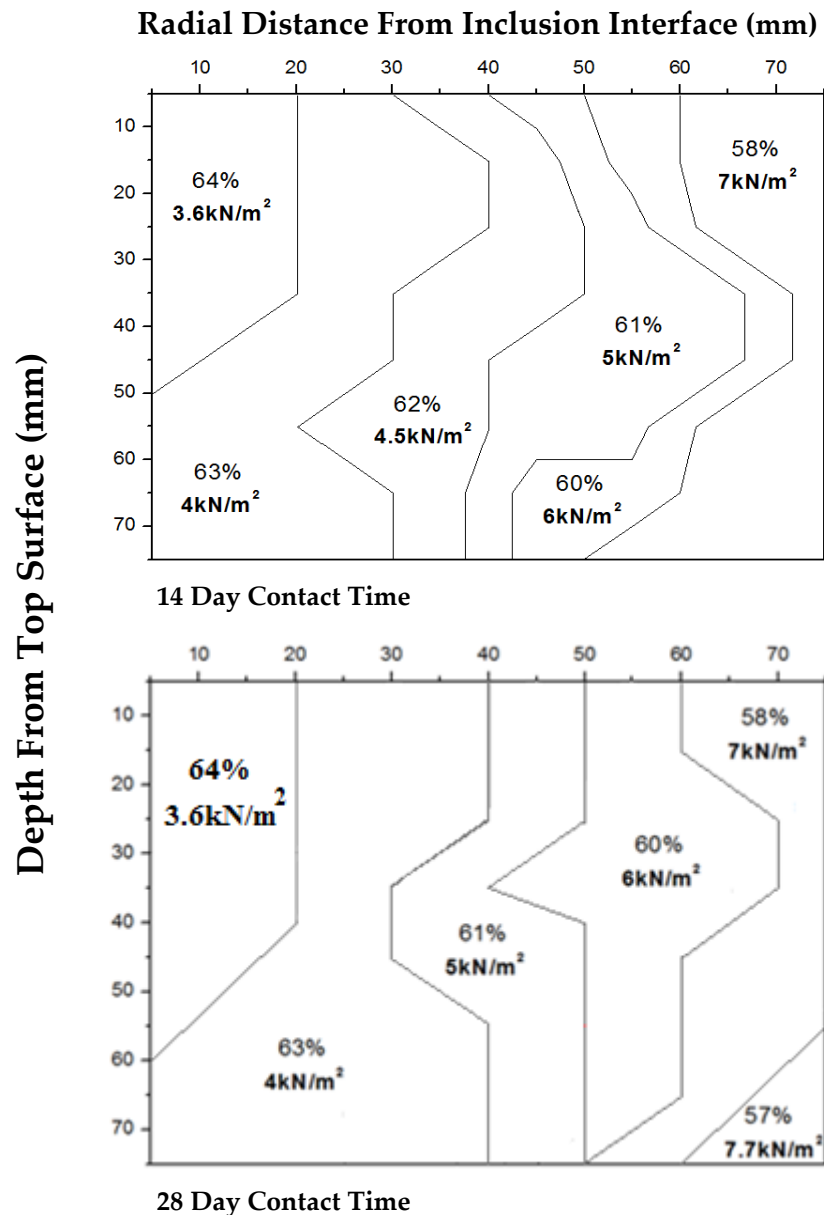 Radial Distance From Inclusion Interface (mm)
10 20 30 40 50 60 70
Depth From Top Surface (mm)
10
20
30
40
50
60
70
58%
7kN/m²
64%
3.6kN/m²
61%
5kN/m²
62%
4.5kN/m²
63%
4kN/m²
60%
6kN/m²
14 Day Contact Time
10 20 30 40 50 60 70
10
20
30
40
50
60
70
58%
7kN/m²
64%
3.6kN/m²
60%
6kN/m²
61%
5kN/m²
63%
4kN/m²
57%
7.7kN/m²
28 Day Contact Time